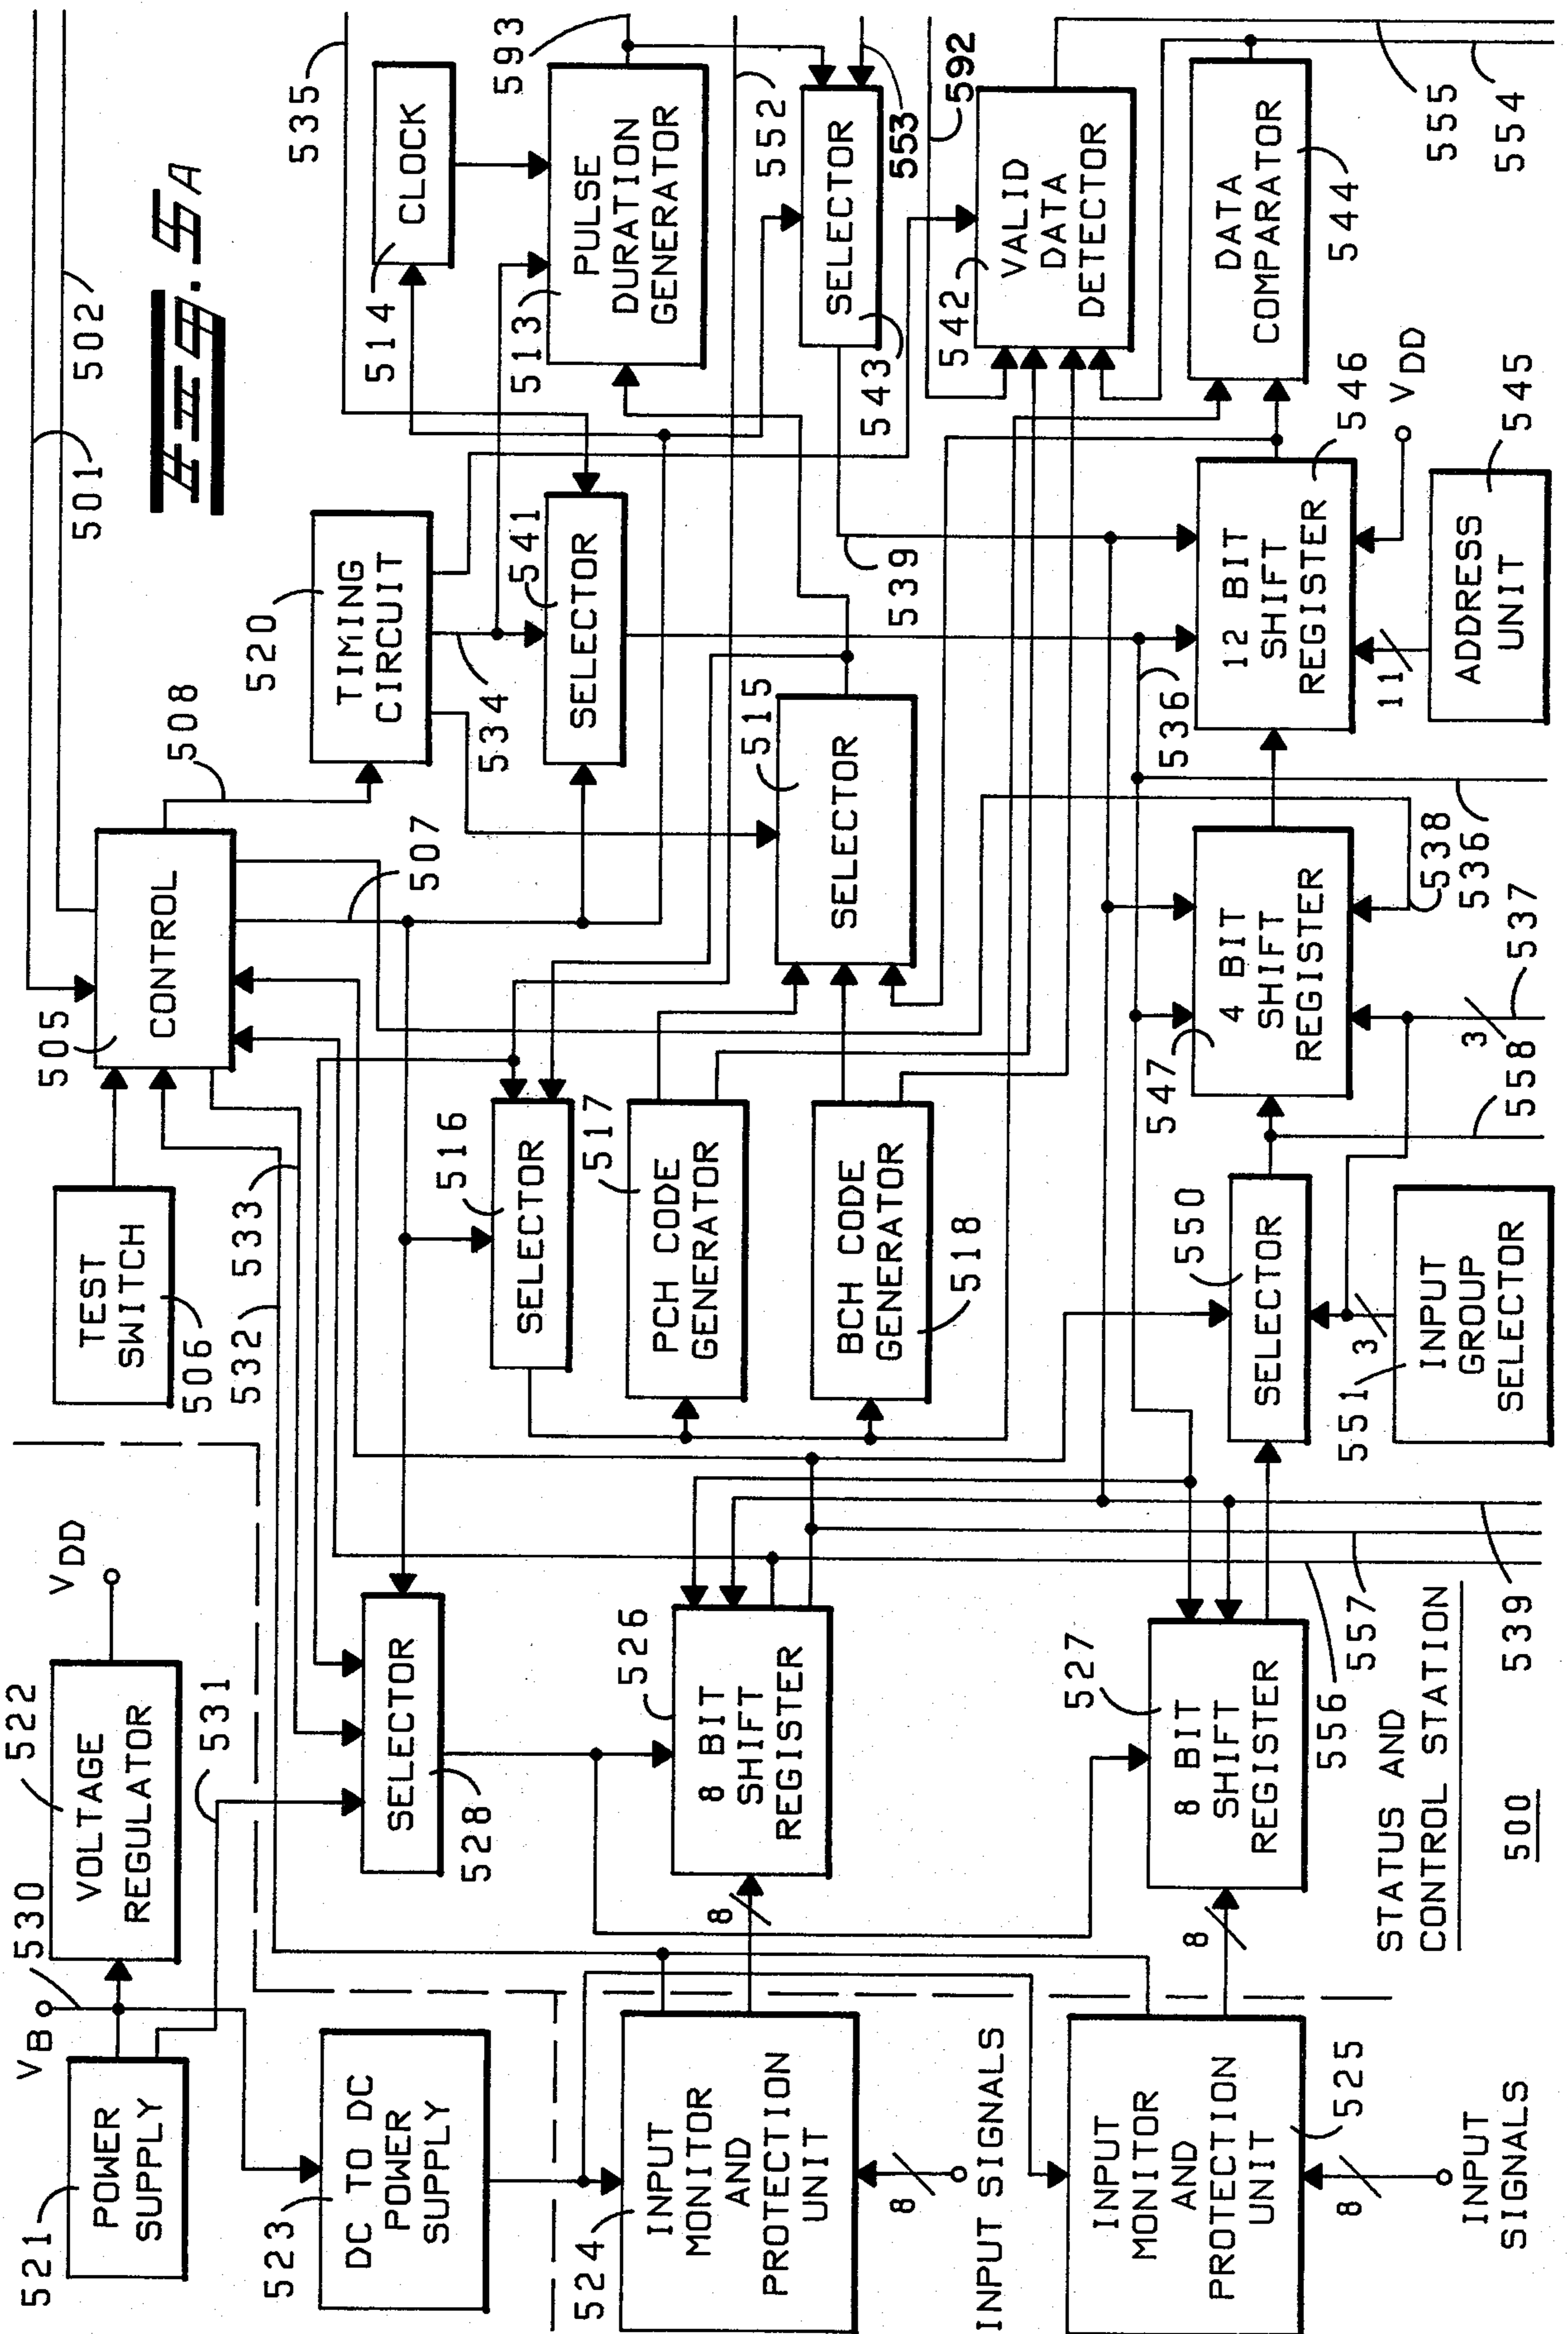 FIG. 5A
501
502
505
CONTROL
508
507
TEST
SWITCH
506
532
533
520
TIMING
CIRCUIT
534
535
514
CLOCK
593
513
PULSE
DURATION
GENERATOR
541
SELECTOR
552
543
SELECTOR
553
592
542
VALID
DATA
DETECTOR
DATA
COMPARATOR
544
555
554
VB
530
521
POWER
SUPPLY
522
VOLTAGE
REGULATOR
VDD
531
523
DC TO DC
POWER
SUPPLY
SELECTOR
528
516
SELECTOR
517
PCH CODE
GENERATOR
BCH CODE
GENERATOR
518
515
SELECTOR
539
536
12 BIT
SHIFT
REGISTER
546
VDD
11
ADDRESS
UNIT
545
547
4 BIT
SHIFT
REGISTER
538
536
537
3
558
550
SELECTOR
3
551
INPUT
GROUP
SELECTOR
526
8 BIT
SHIFT
REGISTER
8
527
8 BIT
SHIFT
REGISTER
8
556
557
539
524
INPUT
MONITOR
AND
PROTECTION
UNIT
8
INPUT SIGNALS
INPUT
MONITOR
AND
PROTECTION
UNIT
525
8
INPUT
SIGNALS
STATUS AND
CONTROL STATION
500